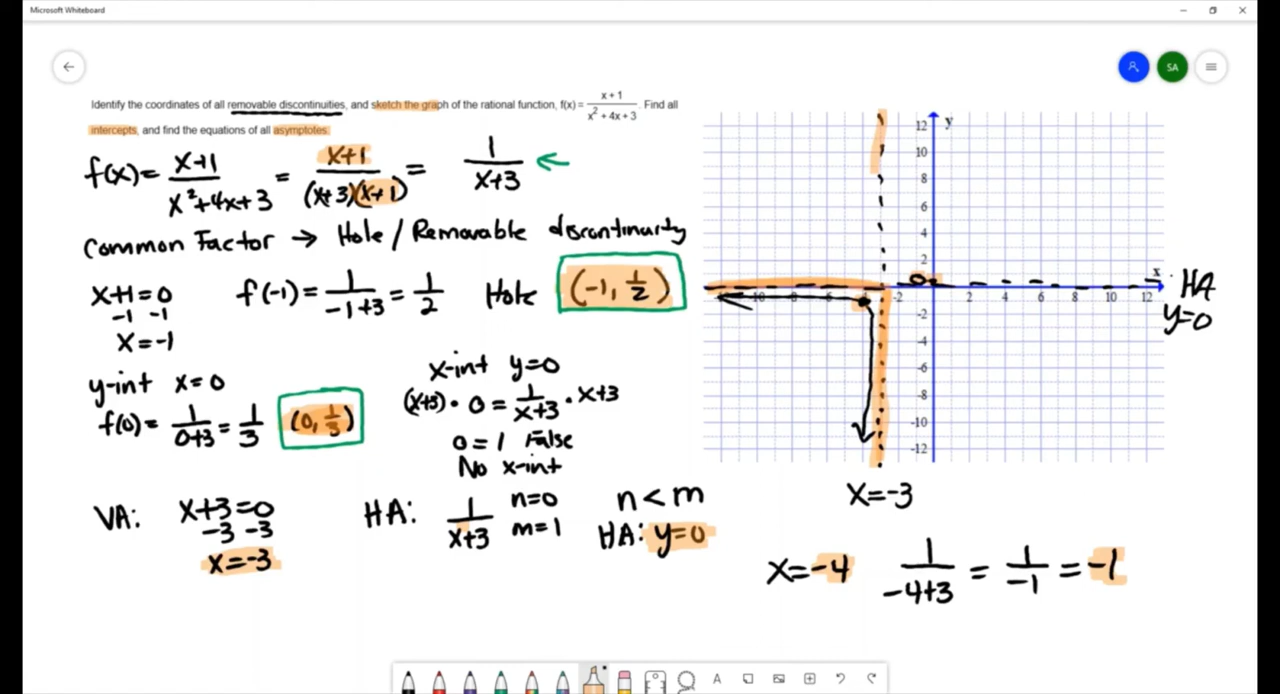 Microsoft Whiteboard
SA
Identify the coordinates of all removable discontinuities, and sketch the graph of the rational function, f(x) = (x + 1)/(x² + 4x + 3). Find all
intercepts, and find the equations of all asymptotes.
f(x) = (x+1)/(x²+4x+3) = (x+1)/((x+3)(x+1)) = 1/(x+3) ←
Common Factor → Hole / Removable discontinuity
x+1=0
-1 -1
x=-1
f(-1) = 1/(-1+3) = 1/2
Hole (-1, 1/2)
y-int x=0
f(0) = 1/(0+3) = 1/3 (0, 1/3)
x-int y=0
(x+3) • 0 = 1/(x+3) • x+3
0 = 1 False
No x-int
VA: x+3=0
-3 -3
x=-3
HA: 1/(x+3) n=0
m=1
n<m
HA: y=0
y
12
10
8
6
4
2
x
-10 -8 -6 -4 -2 2 4 6 8 10 12
-2
-4
-6
-8
-10
-12
HA
y=0
x=-3
x=-4 1/(-4+3) = 1/-1 = -1
A